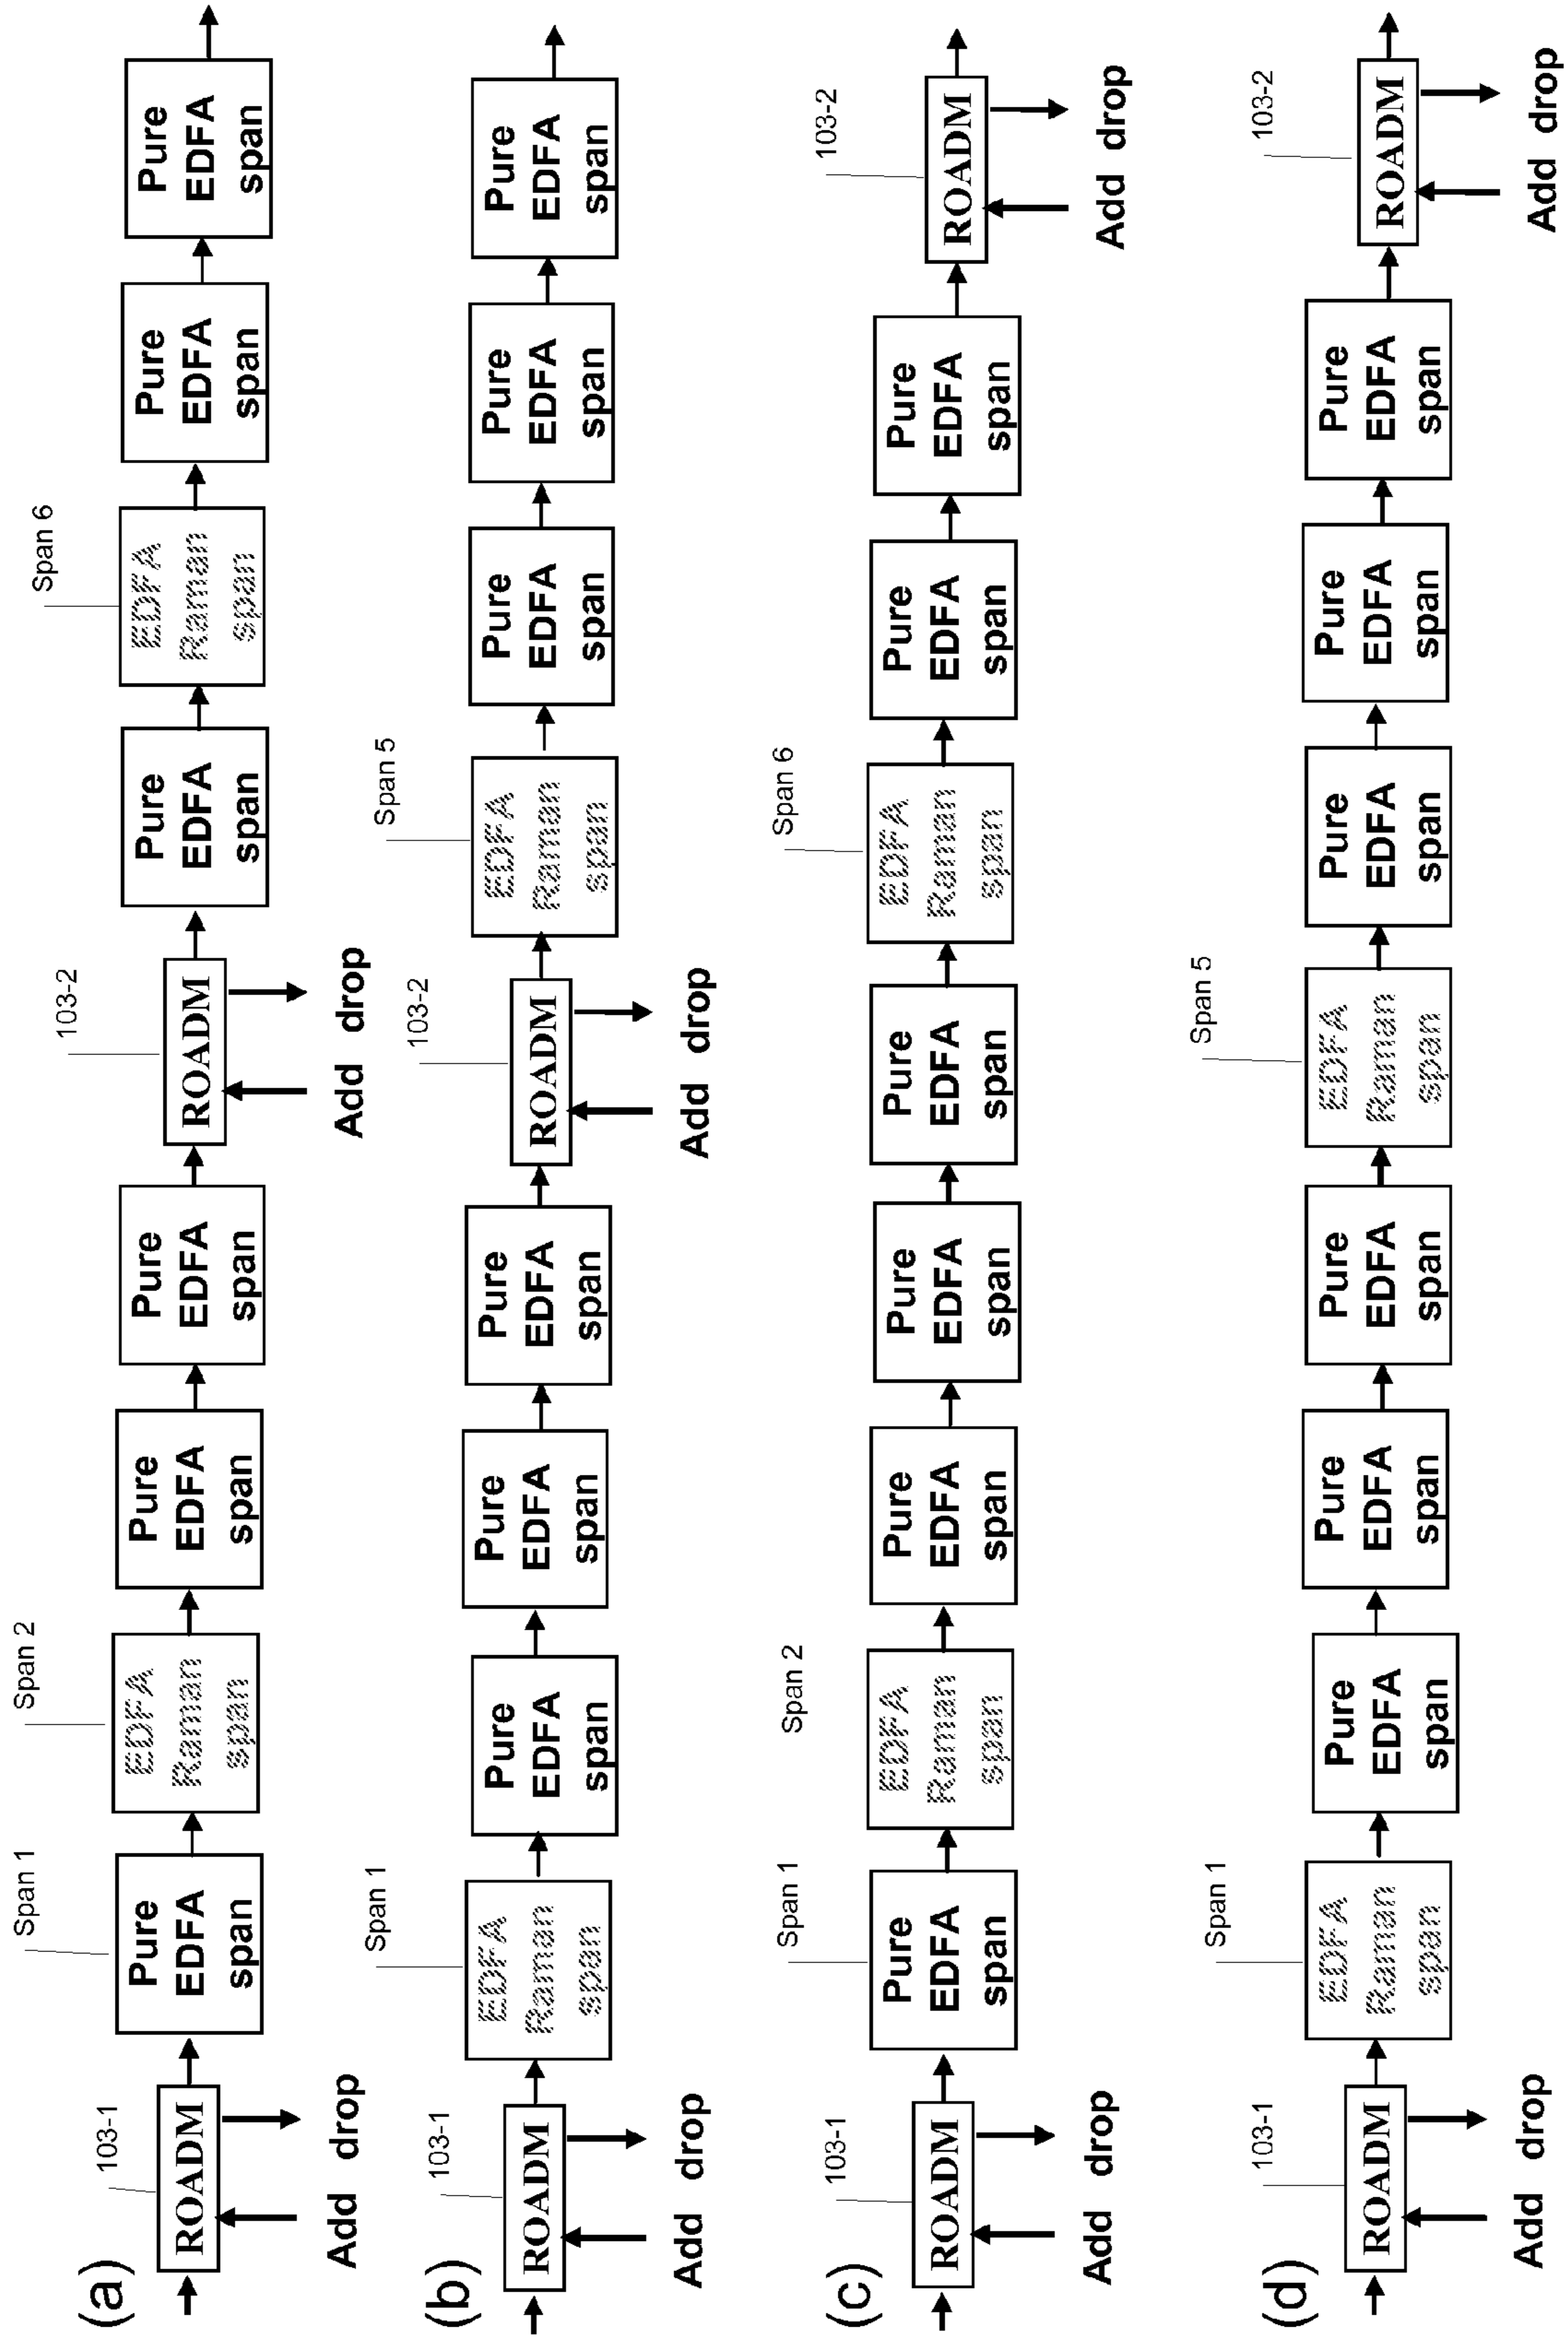 (a)
103-1
ROADM
Add drop
Span 1
Pure
EDFA
span
Span 2
EDFA
Raman
span
Pure
EDFA
span
Pure
EDFA
span
103-2
ROADM
Add drop
Pure
EDFA
span
Span 6
EDFA
Raman
span
Pure
EDFA
span
Pure
EDFA
span
(b)
103-1
ROADM
Add drop
Span 1
EDFA
Raman
span
Pure
EDFA
span
Pure
EDFA
span
Pure
EDFA
span
103-2
ROADM
Add drop
Span 5
EDFA
Raman
span
Pure
EDFA
span
Pure
EDFA
span
Pure
EDFA
span
(c)
103-1
ROADM
Add drop
Span 1
Pure
EDFA
span
Span 2
EDFA
Raman
span
Pure
EDFA
span
Pure
EDFA
span
Pure
EDFA
span
Span 6
EDFA
Raman
span
Pure
EDFA
span
Pure
EDFA
span
103-2
ROADM
Add drop
(d)
103-1
ROADM
Add drop
Span 1
EDFA
Raman
span
Pure
EDFA
span
Pure
EDFA
span
Pure
EDFA
span
Span 5
EDFA
Raman
span
Pure
EDFA
span
Pure
EDFA
span
Pure
EDFA
span
103-2
ROADM
Add drop